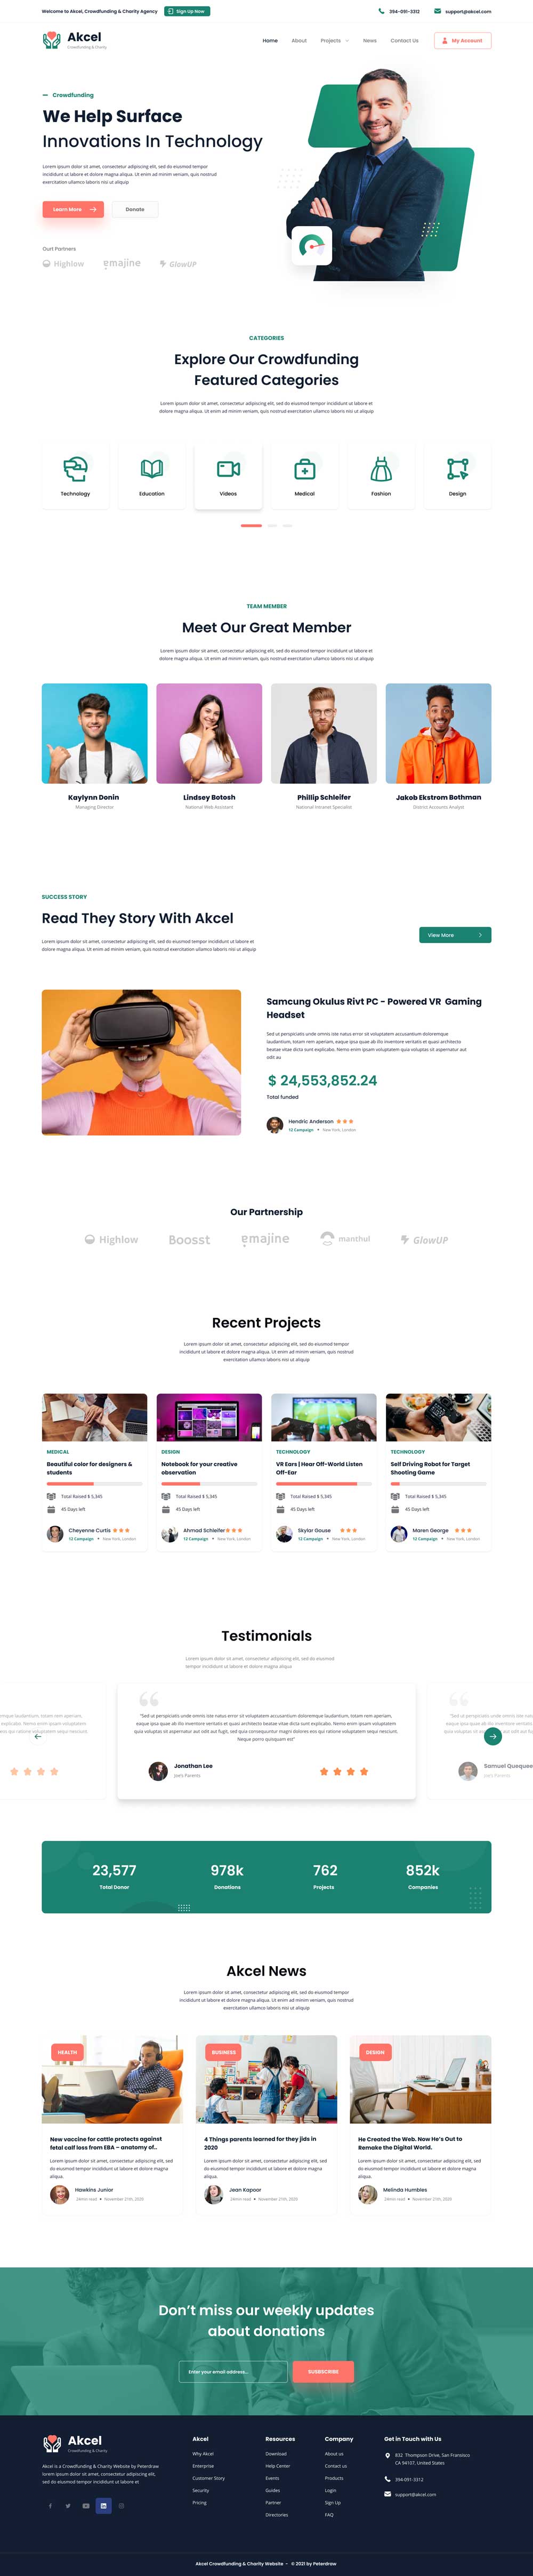 Welcome to Akcel, Crowdfunding & Charity Agency
Sign Up Now
394-091-3312
support@akcel.com
Akcel
Crowdfunding & Charity
Home
About
Projects
News
Contact Us
My Account
Crowdfunding
We Help Surface
Innovations In Technology
Lorem ipsum dolor sit amet, consectetur adipiscing elit, sed do eiusmod tempor
incididunt ut labore et dolore magna aliqua. Ut enim ad minim veniam, quis nostrud
exercitation ullamco laboris nisi ut aliquip
Learn More
Donate
Ourt Partners
Highlow
emajine
GlowUP
CATEGORIES
Explore Our Crowdfunding
Featured Categories
Lorem ipsum dolor sit amet, consectetur adipiscing elit, sed do eiusmod tempor incididunt ut labore et
dolore magna aliqua. Ut enim ad minim veniam, quis nostrud exercitation ullamco laboris nisi ut aliquip
Technology
Education
Videos
Medical
Fashion
Design
TEAM MEMBER
Meet Our Great Member
Lorem ipsum dolor sit amet, consectetur adipiscing elit, sed do eiusmod tempor incididunt ut labore et
dolore magna aliqua. Ut enim ad minim veniam, quis nostrud exercitation ullamco laboris nisi ut aliquip
Kaylynn Donin
Managing Director
Lindsey Botosh
National Web Assistant
Phillip Schleifer
National Intranet Specialist
Jakob Ekstrom Bothman
District Accounts Analyst
SUCCESS STORY
Read They Story With Akcel
Lorem ipsum dolor sit amet, consectetur adipiscing elit, sed do eiusmod tempor incididunt ut labore et
dolore magna aliqua. Ut enim ad minim veniam, quis nostrud exercitation ullamco laboris nisi ut aliquip
View More
Samcung Okulus Rivt PC - Powered VR Gaming
Headset
Sed ut perspiciatis unde omnis iste natus error sit voluptatem accusantium doloremque
laudantium, totam rem aperiam, eaque ipsa quae ab illo inventore veritatis et quasi architecto
beatae vitae dicta sunt explicabo. Nemo enim ipsam voluptatem quia voluptas sit aspernatur aut
odit au
$ 24,553,852.24
Total funded
Hendric Anderson
12 Campaign • New York, London
Our Partnership
Highlow
Boosst
emajine
manthul
GlowUP
Recent Projects
Lorem ipsum dolor sit amet, consectetur adipiscing elit, sed do eiusmod tempor
incididunt ut labore et dolore magna aliqua. Ut enim ad minim veniam, quis nostrud
exercitation ullamco laboris nisi ut aliquip
MEDICAL
Beautiful color for designers &
students
Total Raised $ 5,345
45 Days left
Cheyenne Curtis
12 Campaign • New York, London
DESIGN
Notebook for your creative
observation
Total Raised $ 5,345
45 Days left
Ahmad Schleifer
12 Campaign • New York, London
TECHNOLOGY
VR Ears | Hear Off-World Listen
Off-Ear
Total Raised $ 5,345
45 Days left
Skylar Gouse
12 Campaign • New York, London
TECHNOLOGY
Self Driving Robot for Target
Shooting Game
Total Raised $ 5,345
45 Days left
Maren George
12 Campaign • New York, London
Testimonials
Lorem ipsum dolor sit amet, consectetur adipiscing elit, sed do eiusmod
tempor incididunt ut labore et dolore magna aliqua
"Sed ut perspiciatis unde omnis iste natus error sit voluptatem accusantium doloremque laudantium, totam rem aperiam,
eaque ipsa quae ab illo inventore veritatis et quasi architecto beatae vitae dicta sunt explicabo. Nemo enim ipsam voluptatem
quia voluptas sit aspernatur aut odit aut fugit, sed quia consequuntur magni dolores eos qui ratione voluptatem sequi nesciunt.
Neque porro quisquam est"
Jonathan Lee
Joe's Parents
Samuel Quequee
23,577
Total Donor
978k
Donations
762
Projects
852k
Companies
Akcel News
Lorem ipsum dolor sit amet, consectetur adipiscing elit, sed do eiusmod tempor
incididunt ut labore et dolore magna aliqua. Ut enim ad minim veniam, quis nostrud
exercitation ullamco laboris nisi ut aliquip
HEALTH
New vaccine for cattle protects against
fetal calf loss from EBA – anatomy of..
Lorem ipsum dolor sit amet, consectetur adipiscing elit, sed
do eiusmod tempor incididunt ut labore et dolore magna
aliqua.
Hawkins Junior
24mn read • November 21th, 2020
BUSINESS
4 Things parents learned for they jids in
2020
Lorem ipsum dolor sit amet, consectetur adipiscing elit, sed
do eiusmod tempor incididunt ut labore et dolore magna
aliqua.
Jean Kapoor
24mn read • November 21th, 2020
DESIGN
He Created the Web. Now He's Out to
Remake the Digital World.
Lorem ipsum dolor sit amet, consectetur adipiscing elit, sed
do eiusmod tempor incididunt ut labore et dolore magna
aliqua.
Melinda Humbles
24mn read • November 21th, 2020
Don't miss our weekly updates
about donations
Enter your email address...
SUSBSCRIBE
Akcel
Crowdfunding & Charity
Akcel is a Crowdfunding & Charity Website by Peterdraw
lorem ipsum dolor sit amet, consectetur adipiscing elit,
sed do eiusmod tempor incididunt ut labore et
Akcel
Why Akcel
Enterprise
Customer Story
Security
Pricing
Resources
Download
Help Center
Events
Guides
Partner
Directories
Company
About us
Contact us
Products
Login
Sign Up
FAQ
Get in Touch with Us
832 Thompson Drive, San Fransisco
CA 94107, United States
394-091-3312
support@akcel.com
Akcel Crowdfunding & Charity Website - © 2021 by Peterdraw